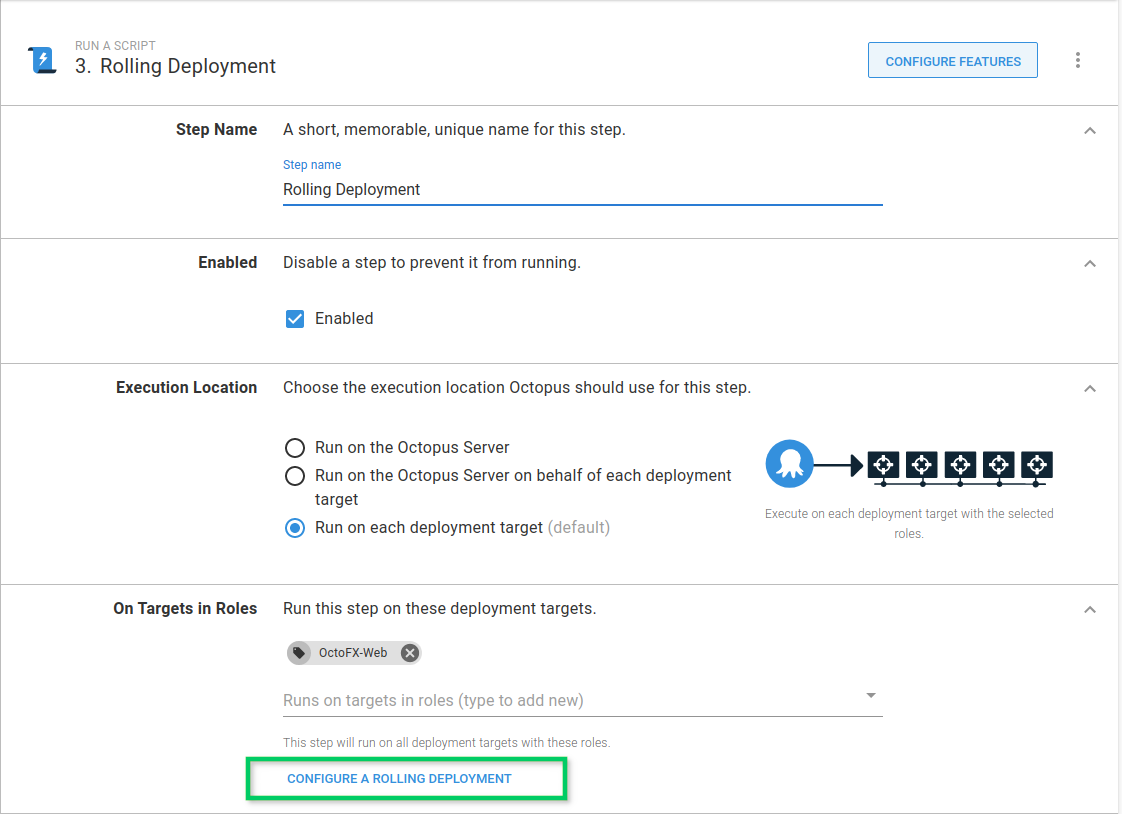 RUN A SCRIPT
3. Rolling Deployment
CONFIGURE FEATURES
Step Name
A short, memorable, unique name for this step.
Step name
Rolling Deployment
Enabled
Disable a step to prevent it from running.
Enabled
Execution Location
Choose the execution location Octopus should use for this step.
Run on the Octopus Server
Run on the Octopus Server on behalf of each deployment
target
Run on each deployment target (default)
Execute on each deployment target with the selected
roles.
On Targets in Roles
Run this step on these deployment targets.
OctoFX-Web
Runs on targets in roles (type to add new)
This step will run on all deployment targets with these roles.
CONFIGURE A ROLLING DEPLOYMENT